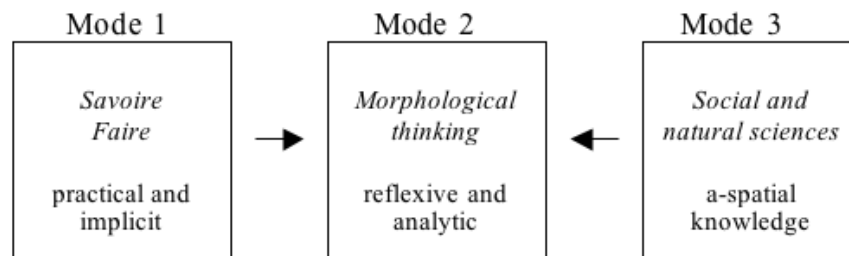 Mode 1
Savoire
Faire
practical and
implicit
Mode 2
Morphological
thinking
reflexive and
analytic
Mode 3
Social and
natural sciences
a-spatial
knowledge